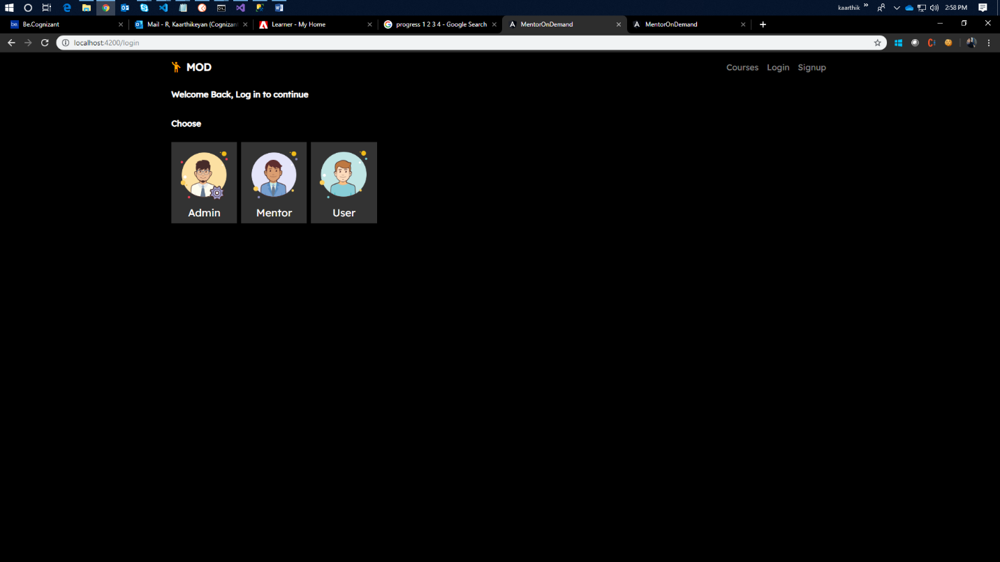 kaarthik
2:58 PM
Be.Cognizant
Mail - R, Kaarthikeyan (Cognizant
Learner - My Home
progress 1 2 3 4 - Google Search
MentorOnDemand
MentorOnDemand
localhost:4200/login
MOD
Courses
Login
Signup
Welcome Back, Log in to continue
Choose
Admin
Mentor
User